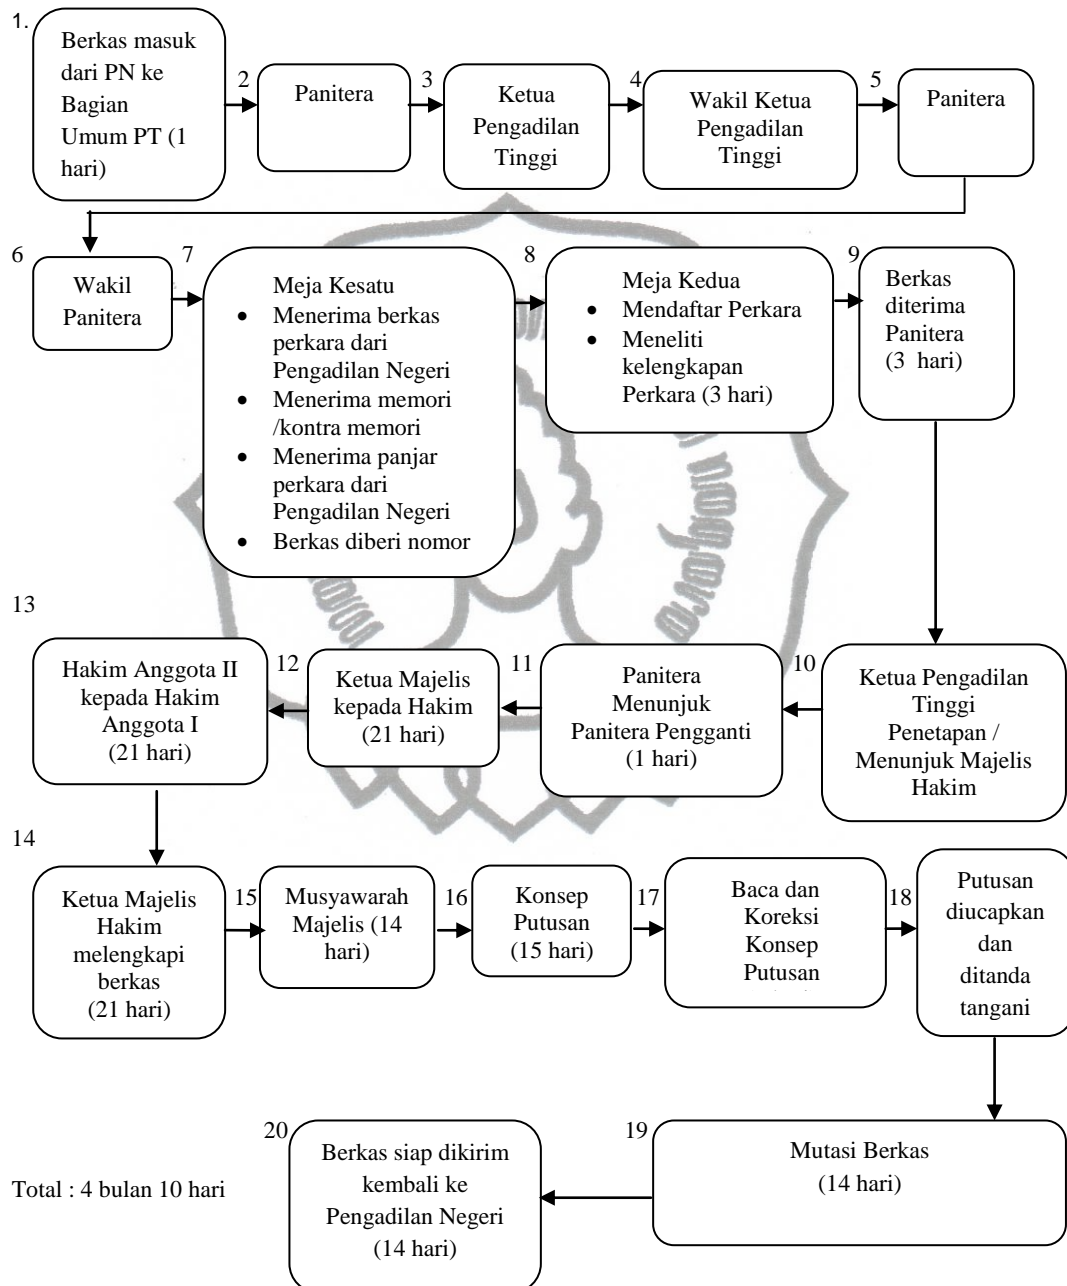 1.
Berkas masuk
dari PN ke
Bagian
Umum PT (1
hari)
2
Panitera
3
Ketua
Pengadilan
Tinggi
4
Wakil Ketua
Pengadilan
Tinggi
5
Panitera
6
Wakil
Panitera
7
Meja Kesatu
• Menerima berkas
perkara dari
Pengadilan Negeri
• Menerima memori
/kontra memori
• Menerima panjar
perkara dari
Pengadilan Negeri
• Berkas diberi nomor
8
Meja Kedua
• Mendaftar Perkara
• Meneliti
kelengkapan
Perkara (3 hari)
9
Berkas
diterima
Panitera
(3 hari)
10
Ketua Pengadilan
Tinggi
Penetapan /
Menunjuk Majelis
Hakim
11
Panitera
Menunjuk
Panitera Pengganti
(1 hari)
12
Ketua Majelis
kepada Hakim
(21 hari)
13
Hakim Anggota II
kepada Hakim
Anggota I
(21 hari)
14
Ketua Majelis
Hakim
melengkapi
berkas
(21 hari)
15
Musyawarah
Majelis (14
hari)
16
Konsep
Putusan
(15 hari)
17
Baca dan
Koreksi
Konsep
Putusan
18
Putusan
diucapkan
dan
ditanda
tangani
19
Mutasi Berkas
(14 hari)
20
Berkas siap dikirim
kembali ke
Pengadilan Negeri
(14 hari)
Total : 4 bulan 10 hari